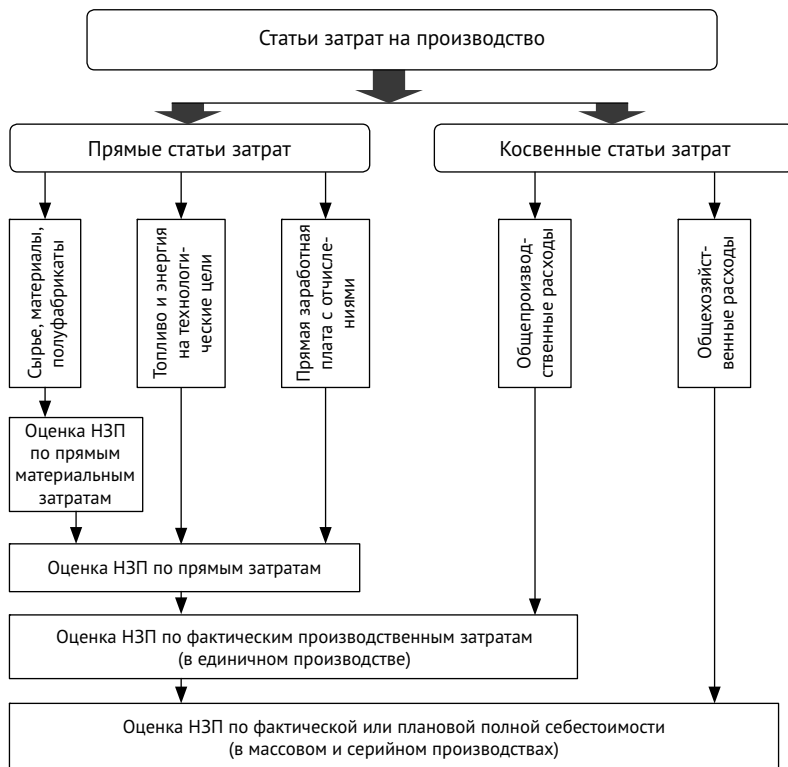 Статьи затрат на производство
Прямые статьи затрат
Косвенные статьи затрат
Сырье, материалы,
полуфабрикаты
Топливо и энергия
на технологи-
ческие цели
Прямая заработная
плата с отчисле-
ниями
Общепроизвод-
ственные расходы
Общехозяйст-
венные расходы
Оценка НЗП
по прямым
материальным
затратам
Оценка НЗП по прямым затратам
Оценка НЗП по фактическим производственным затратам
(в единичном производстве)
Оценка НЗП по фактической или плановой полной себестоимости
(в массовом и серийном производствах)